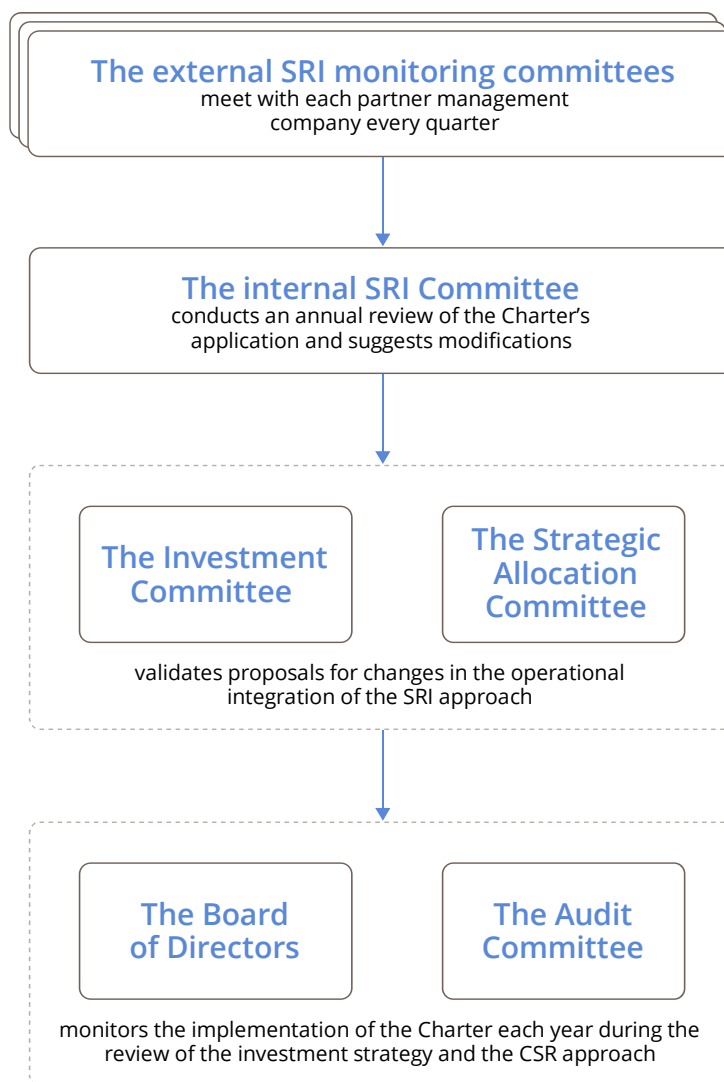 The external SRI monitoring committees
meet with each partner management
company every quarter
The internal SRI Committee
conducts an annual review of the Charter’s
application and suggests modifications
The Investment
Committee
The Strategic
Allocation
Committee
validates proposals for changes in the operational
integration of the SRI approach
The Board
of Directors
The Audit
Committee
monitors the implementation of the Charter each year during the
review of the investment strategy and the CSR approach